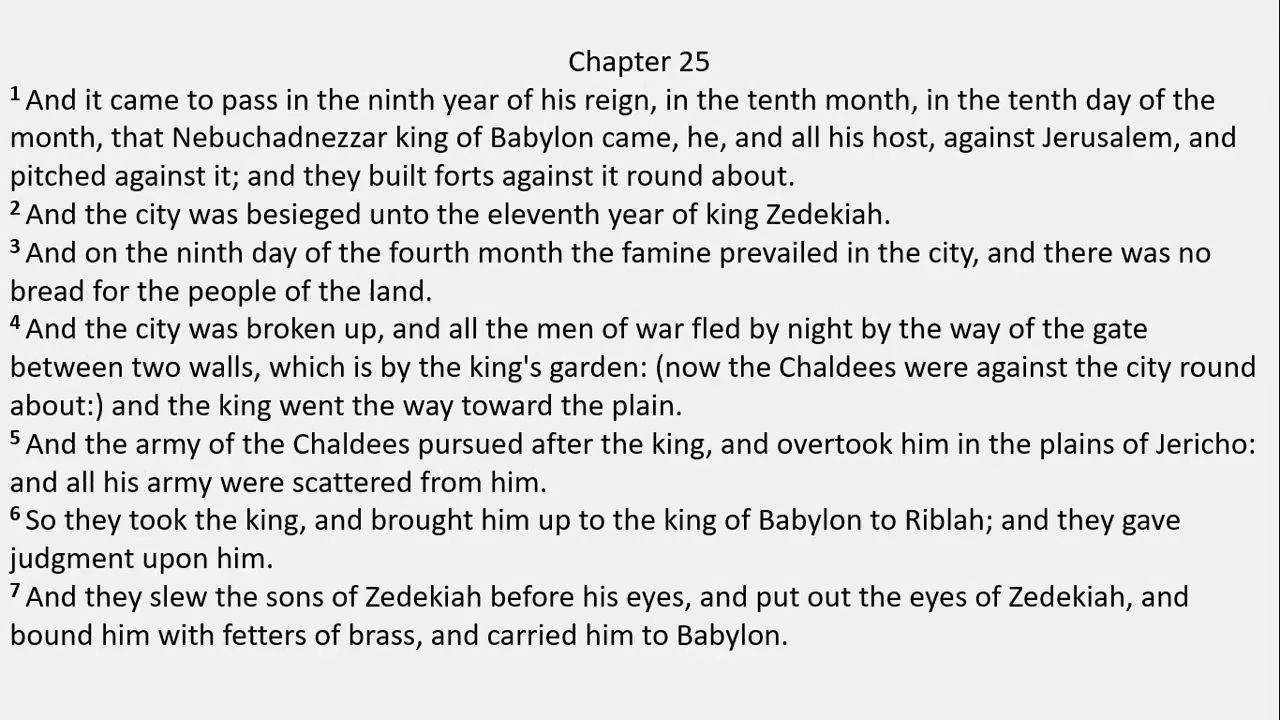 Chapter 25
1 And it came to pass in the ninth year of his reign, in the tenth month, in the tenth day of the
month, that Nebuchadnezzar king of Babylon came, he, and all his host, against Jerusalem, and
pitched against it; and they built forts against it round about.
2 And the city was besieged unto the eleventh year of king Zedekiah.
3 And on the ninth day of the fourth month the famine prevailed in the city, and there was no
bread for the people of the land.
4 And the city was broken up, and all the men of war fled by night by the way of the gate
between two walls, which is by the king's garden: (now the Chaldees were against the city round
about:) and the king went the way toward the plain.
5 And the army of the Chaldees pursued after the king, and overtook him in the plains of Jericho:
and all his army were scattered from him.
6 So they took the king, and brought him up to the king of Babylon to Riblah; and they gave
judgment upon him.
7 And they slew the sons of Zedekiah before his eyes, and put out the eyes of Zedekiah, and
bound him with fetters of brass, and carried him to Babylon.